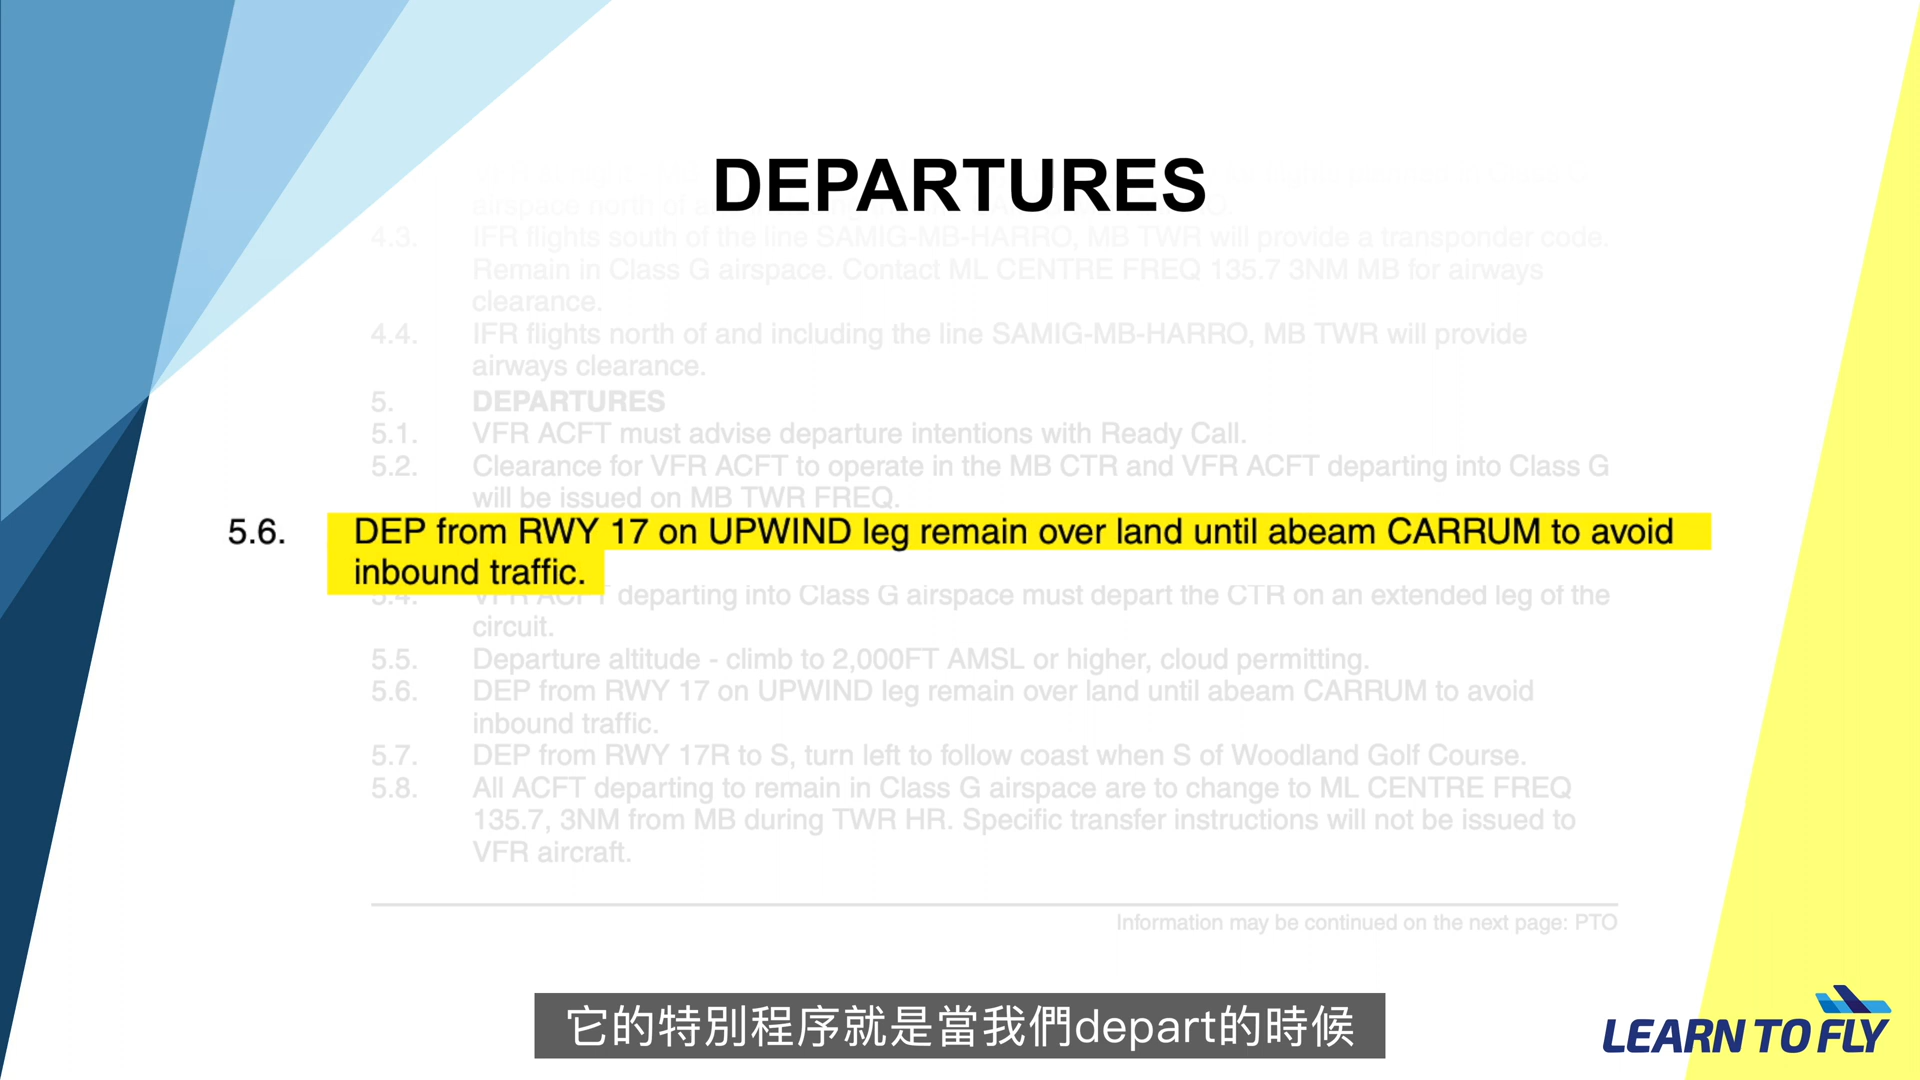 DEPARTURES
airspace north of a
4.3. IFR flights south of the line SAMIG-MB-HARRO, MB TWR will provide a transponder code.
Remain in Class G airspace. Contact ML CENTRE FREQ 135.7 3NM MB for airways
clearance.
4.4. IFR flights north of and including the line SAMIG-MB-HARRO, MB TWR will provide
airways clearance.
5. DEPARTURES
5.1. VFR ACFT must advise departure intentions with Ready Call.
5.2. Clearance for VFR ACFT to operate in the MB CTR and VFR ACFT departing into Class G
will be issued on MB TWR FREQ.
5.6. DEP from RWY 17 on UPWIND leg remain over land until abeam CARRUM to avoid
inbound traffic.
5.4. VFR ACFT departing into Class G airspace must depart the CTR on an extended leg of the
circuit.
5.5. Departure altitude - climb to 2,000FT AMSL or higher, cloud permitting.
5.6. DEP from RWY 17 on UPWIND leg remain over land until abeam CARRUM to avoid
inbound traffic.
5.7. DEP from RWY 17R to S, turn left to follow coast when S of Woodland Golf Course.
5.8. All ACFT departing to remain in Class G airspace are to change to ML CENTRE FREQ
135.7, 3NM from MB during TWR HR. Specific transfer instructions will not be issued to
VFR aircraft.
Information may be continued on the next page: PTO
它的特別程序就是當我們depart的時候
LEARN TO FLY